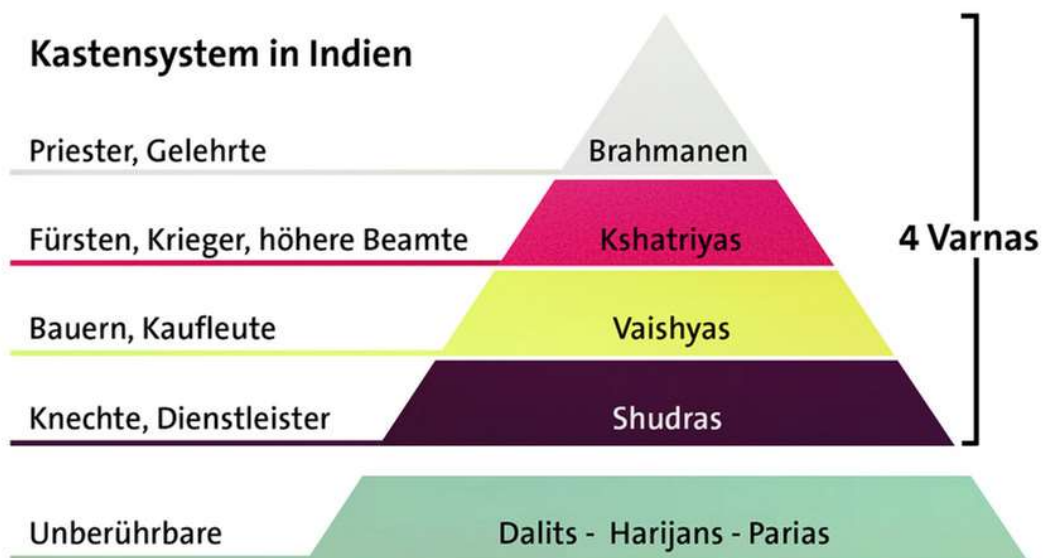 Kastensystem in Indien
Priester, Gelehrte
Brahmanen
Fürsten, Krieger, höhere Beamte
Kshatriyas
4 Varnas
Bauern, Kaufleute
Vaishyas
Knechte, Dienstleister
Shudras
Unberührbare
Dalits - Harijans - Parias